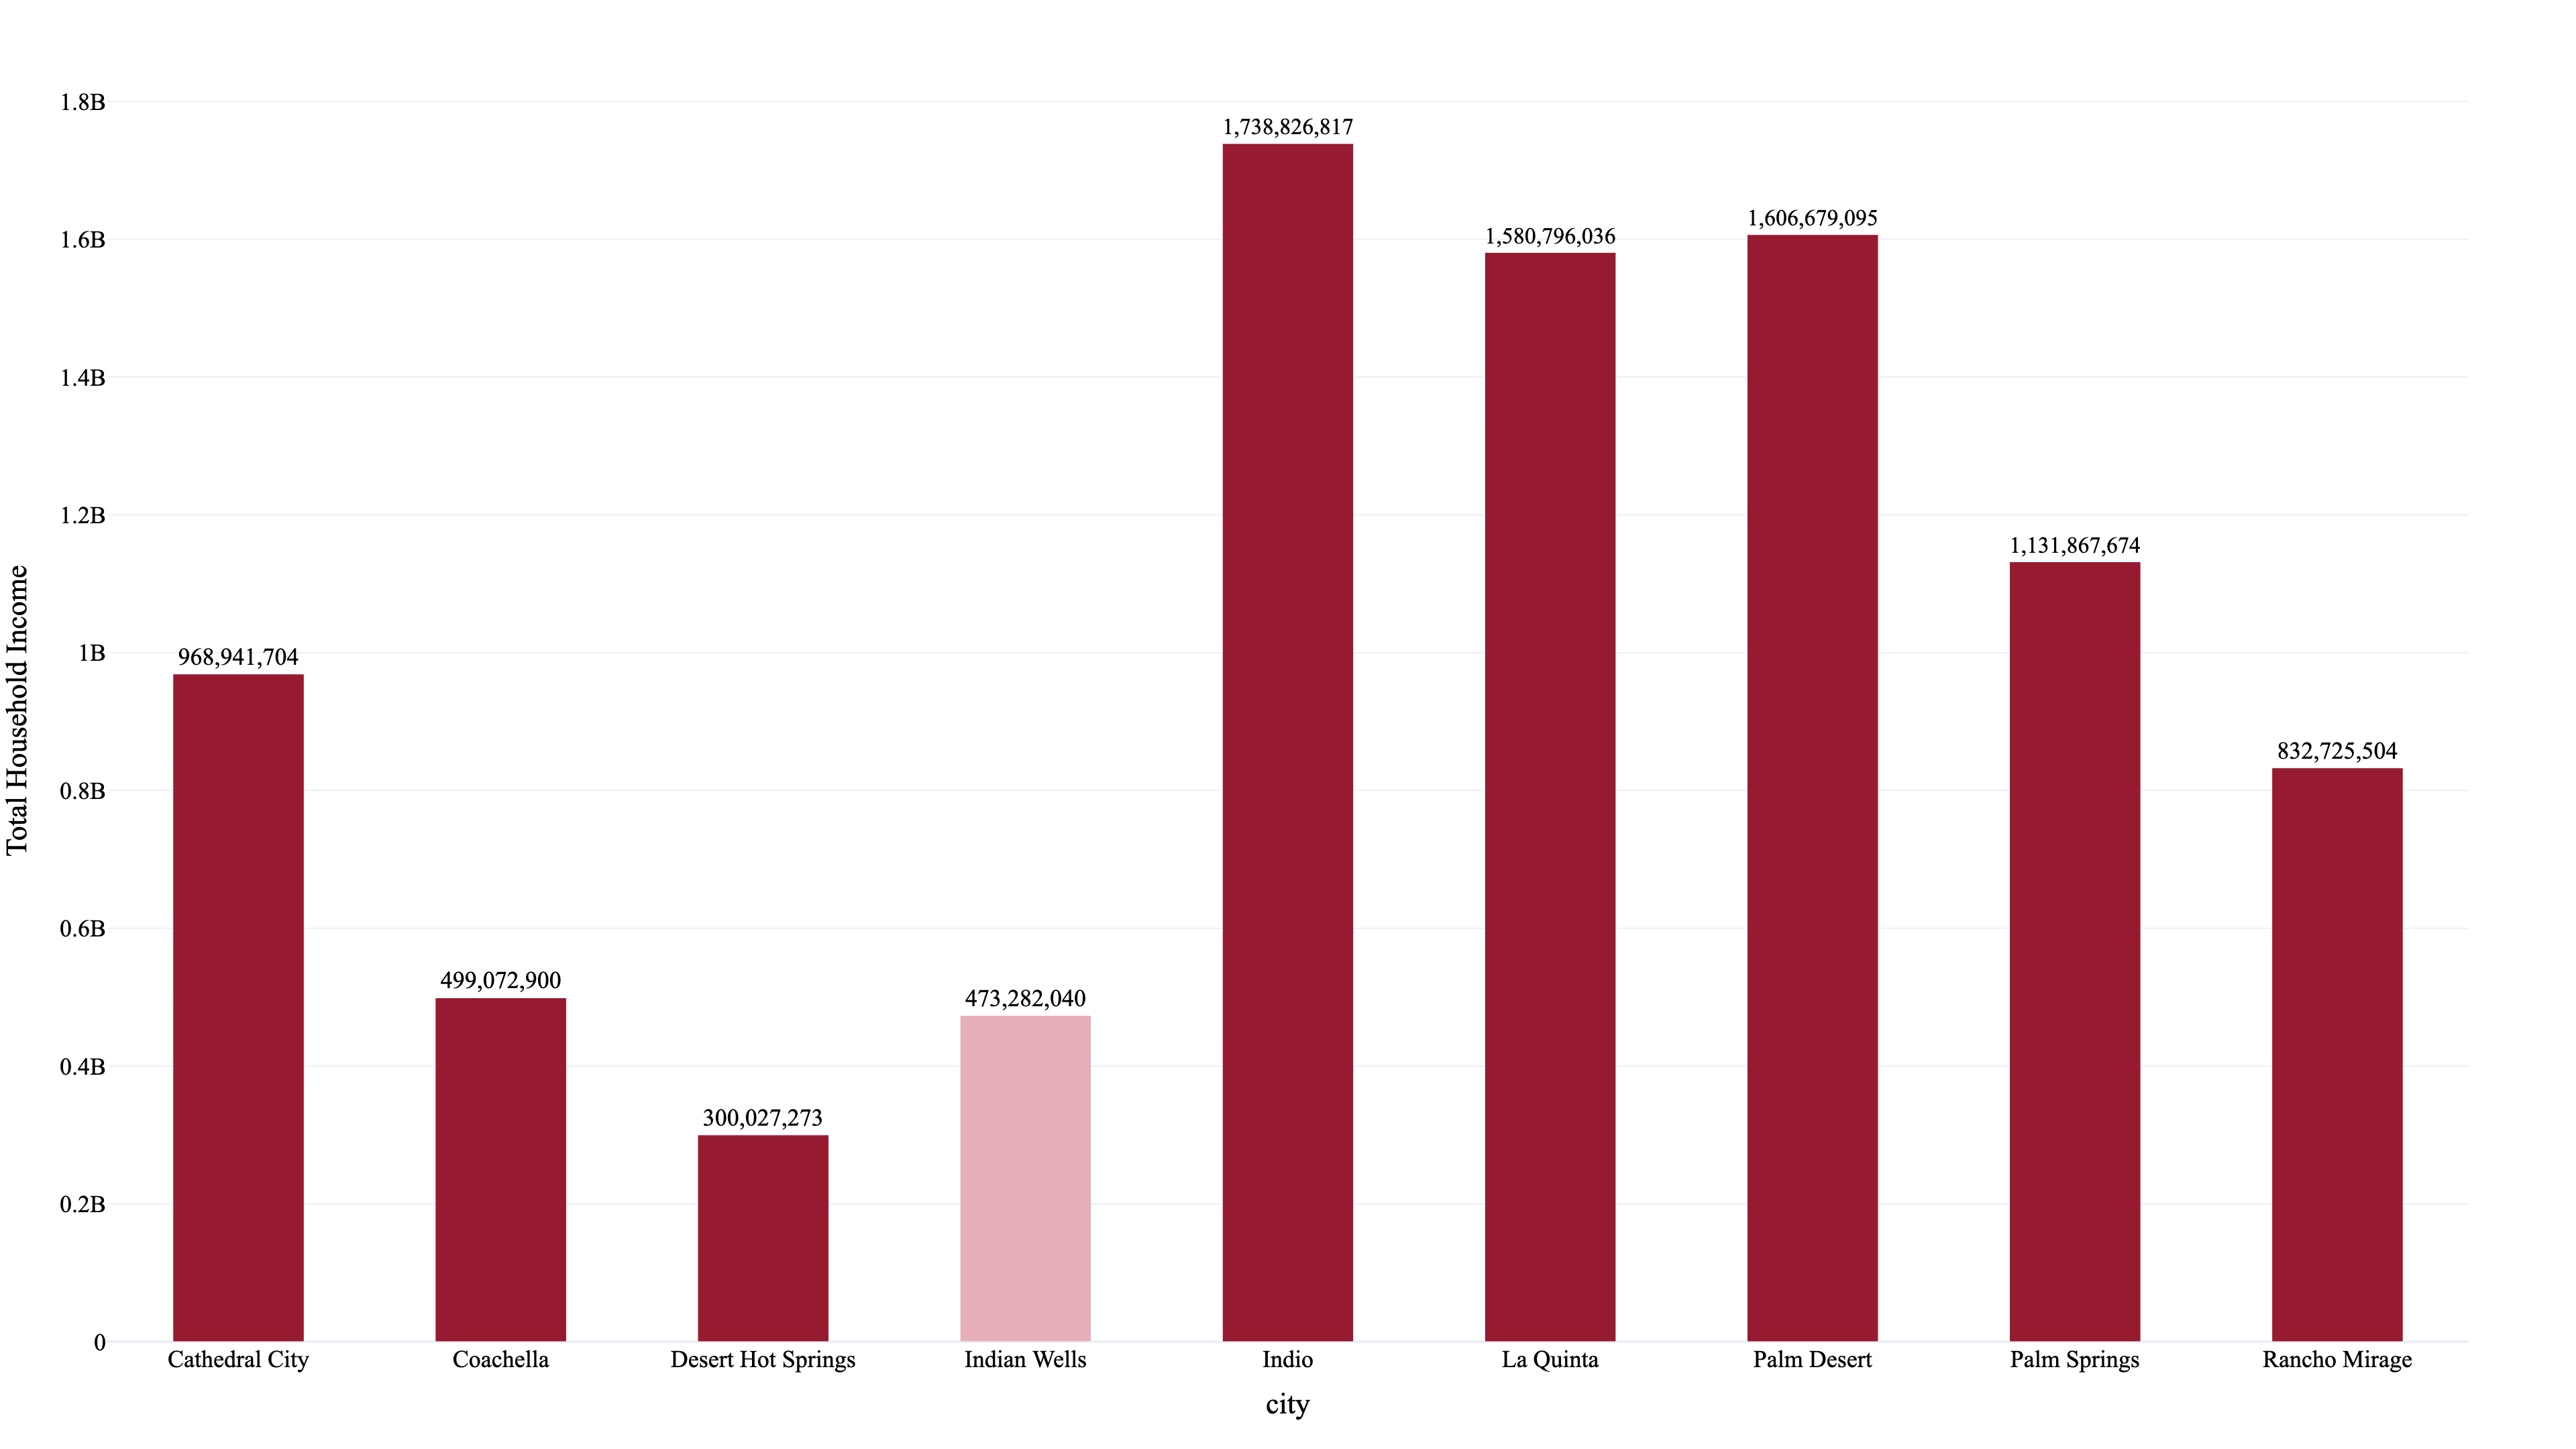 1.8B
1.6B
1.4B
1.2B
1B
0.8B
0.6B
0.4B
0.2B
0
Total Household Income
968,941,704
499,072,900
300,027,273
473,282,040
1,738,826,817
1,580,796,036
1,606,679,095
1,131,867,674
832,725,504
Cathedral City
Coachella
Desert Hot Springs
Indian Wells
Indio
La Quinta
Palm Desert
Palm Springs
Rancho Mirage
city